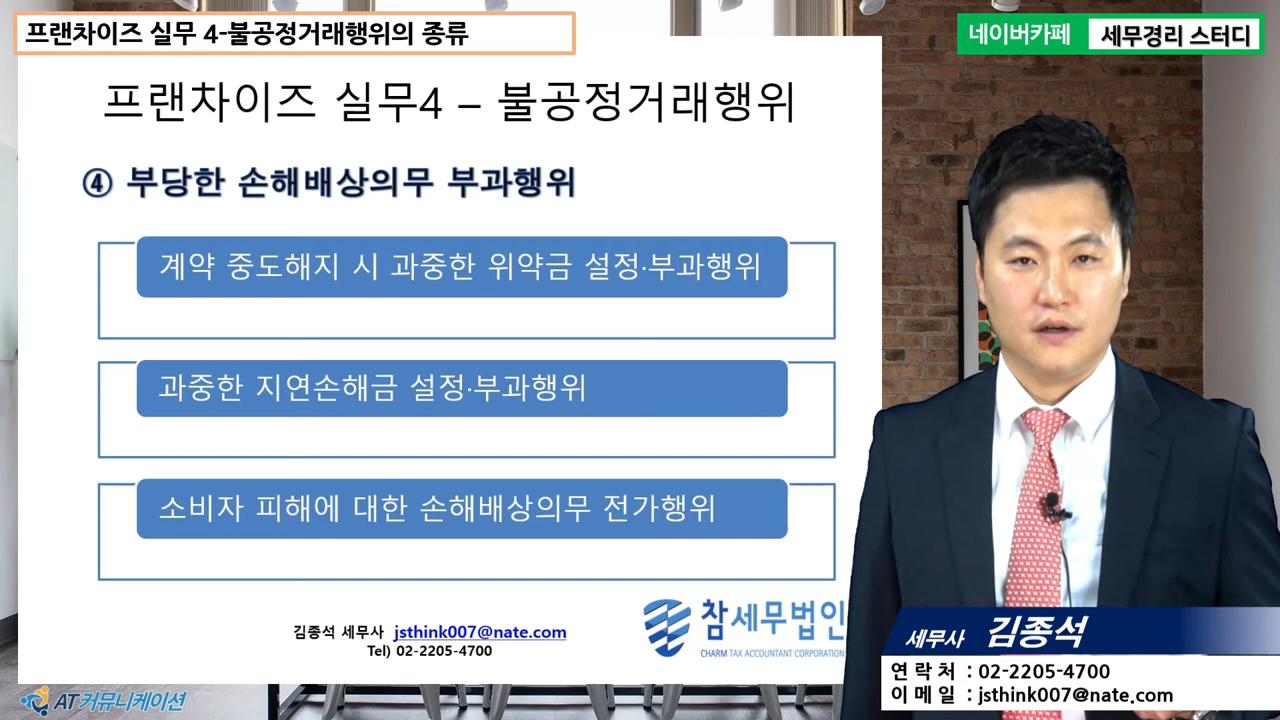 프랜차이즈 실무 4-불공정거래행위의 종류
네이버카페 세무경리 스터디
프랜차이즈 실무4 – 불공정거래행위
④ 부당한 손해배상의무 부과행위
계약 중도해지 시 과중한 위약금 설정·부과행위
과중한 지연손해금 설정·부과행위
소비자 피해에 대한 손해배상의무 전가행위
김종석 세무사 jsthink007@nate.com
Tel) 02-2205-4700
참세무법인
CHARM TAX ACCOUNTANT CORPORATION
세무사 김종석
연 락 처 : 02-2205-4700
이 메 일 : jsthink007@nate.com
AT커뮤니케이션